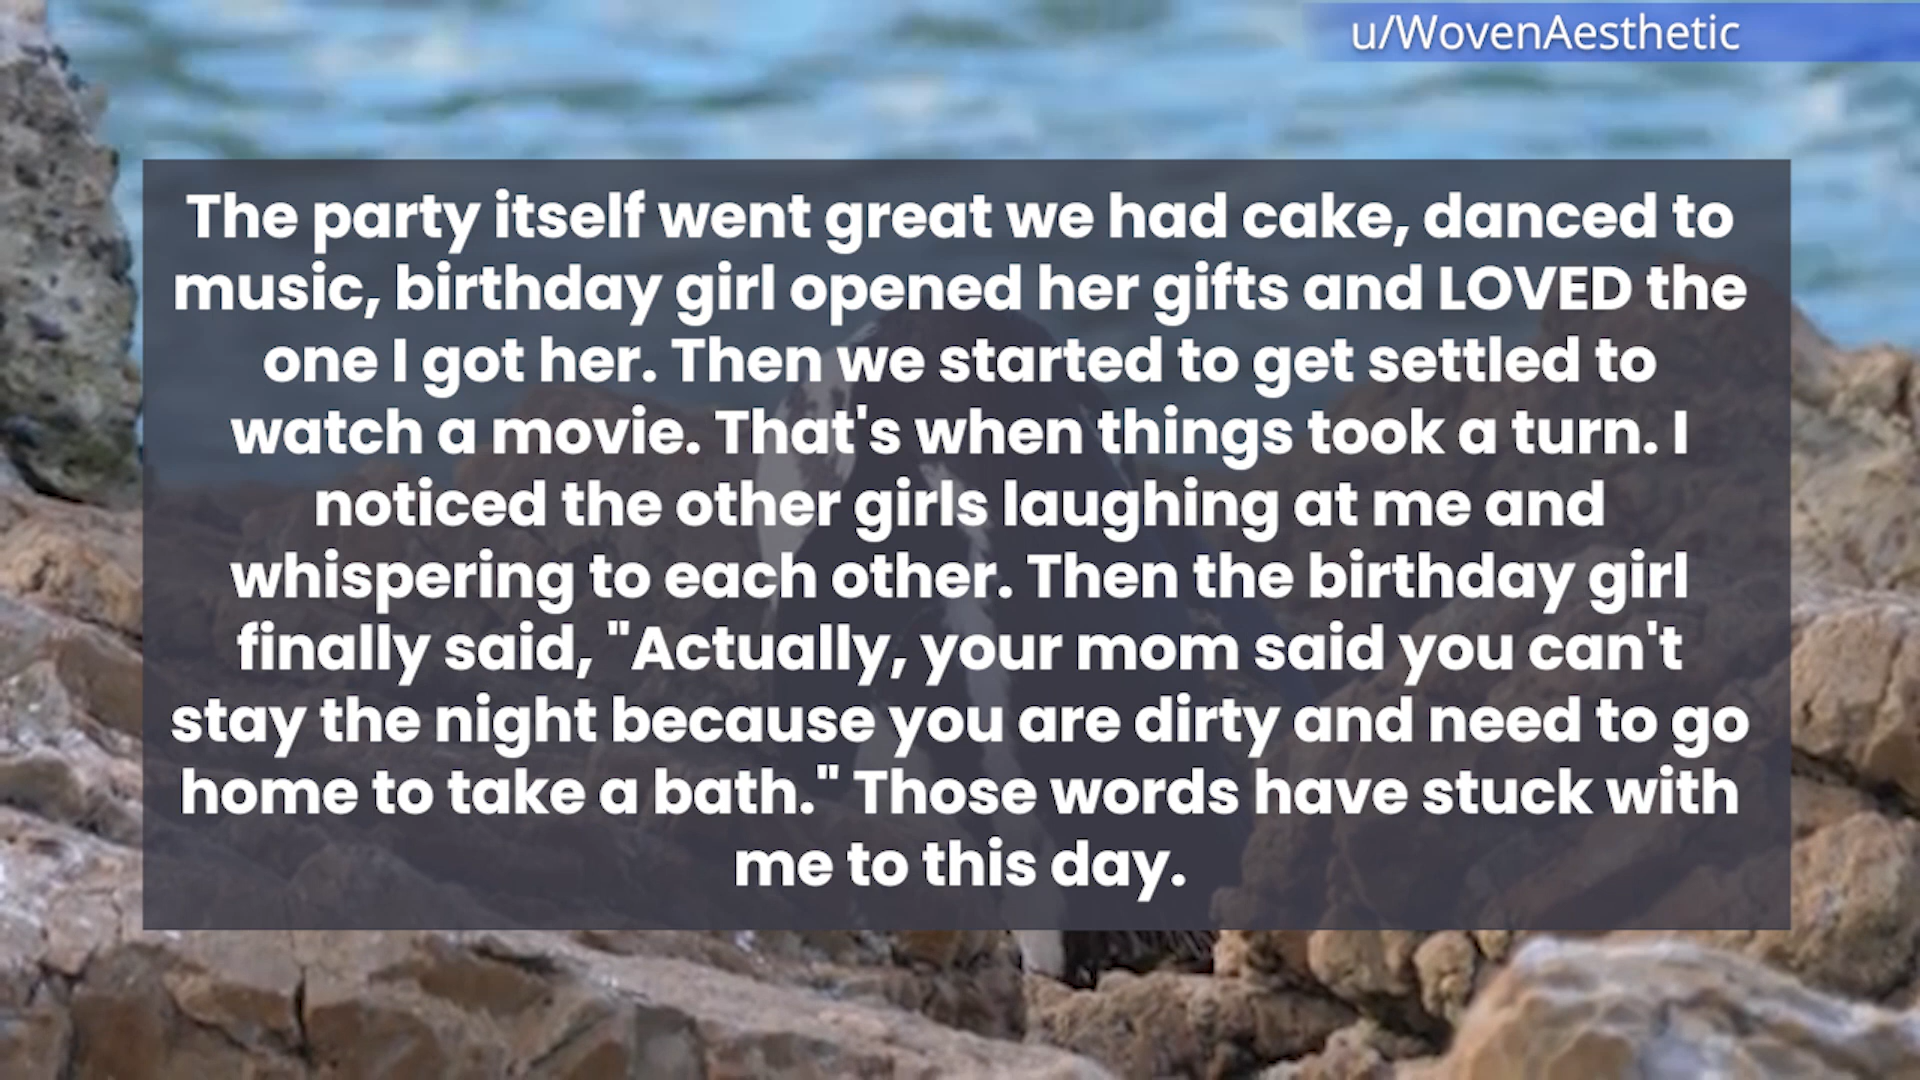 u/WovenAesthetic
The party itself went great we had cake, danced to
music, birthday girl opened her gifts and LOVED the
one I got her. Then we started to get settled to
watch a movie. That's when things took a turn. I
noticed the other girls laughing at me and
whispering to each other. Then the birthday girl
finally said, "Actually, your mom said you can't
stay the night because you are dirty and need to go
home to take a bath." Those words have stuck with
me to this day.